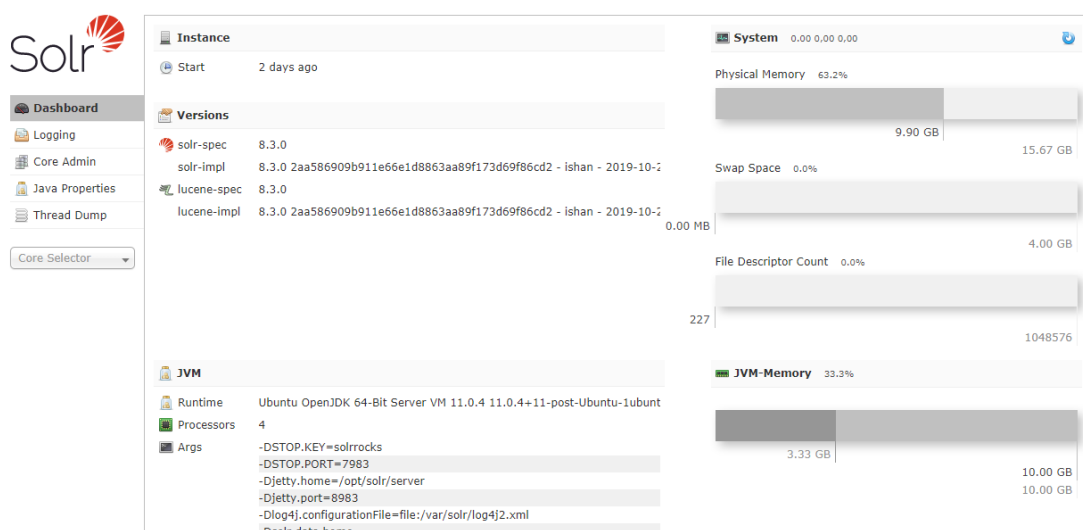 Solr
Dashboard
Logging
Core Admin
Java Properties
Thread Dump
Core Selector
Instance
Start 2 days ago
Versions
solr-spec 8.3.0
solr-impl 8.3.0 2aa586909b911e66e1d8863aa89f173d69f86cd2 - ishan - 2019-10-2
lucene-spec 8.3.0
lucene-impl 8.3.0 2aa586909b911e66e1d8863aa89f173d69f86cd2 - ishan - 2019-10-2
System 0.00 0.00 0.00
Physical Memory 63.2%
9.90 GB
15.67 GB
Swap Space 0.0%
0.00 MB
4.00 GB
File Descriptor Count 0.0%
227
1048576
JVM
Runtime Ubuntu OpenJDK 64-Bit Server VM 11.0.4 11.0.4+11-post-Ubuntu-1ubunt
Processors 4
Args -DSTOP.KEY=solrrocks
-DSTOP.PORT=7983
-Djetty.home=/opt/solr/server
-Djetty.port=8983
-Dlog4j.configurationFile=file:/var/solr/log4j2.xml
JVM-Memory 33.3%
3.33 GB
10.00 GB
10.00 GB